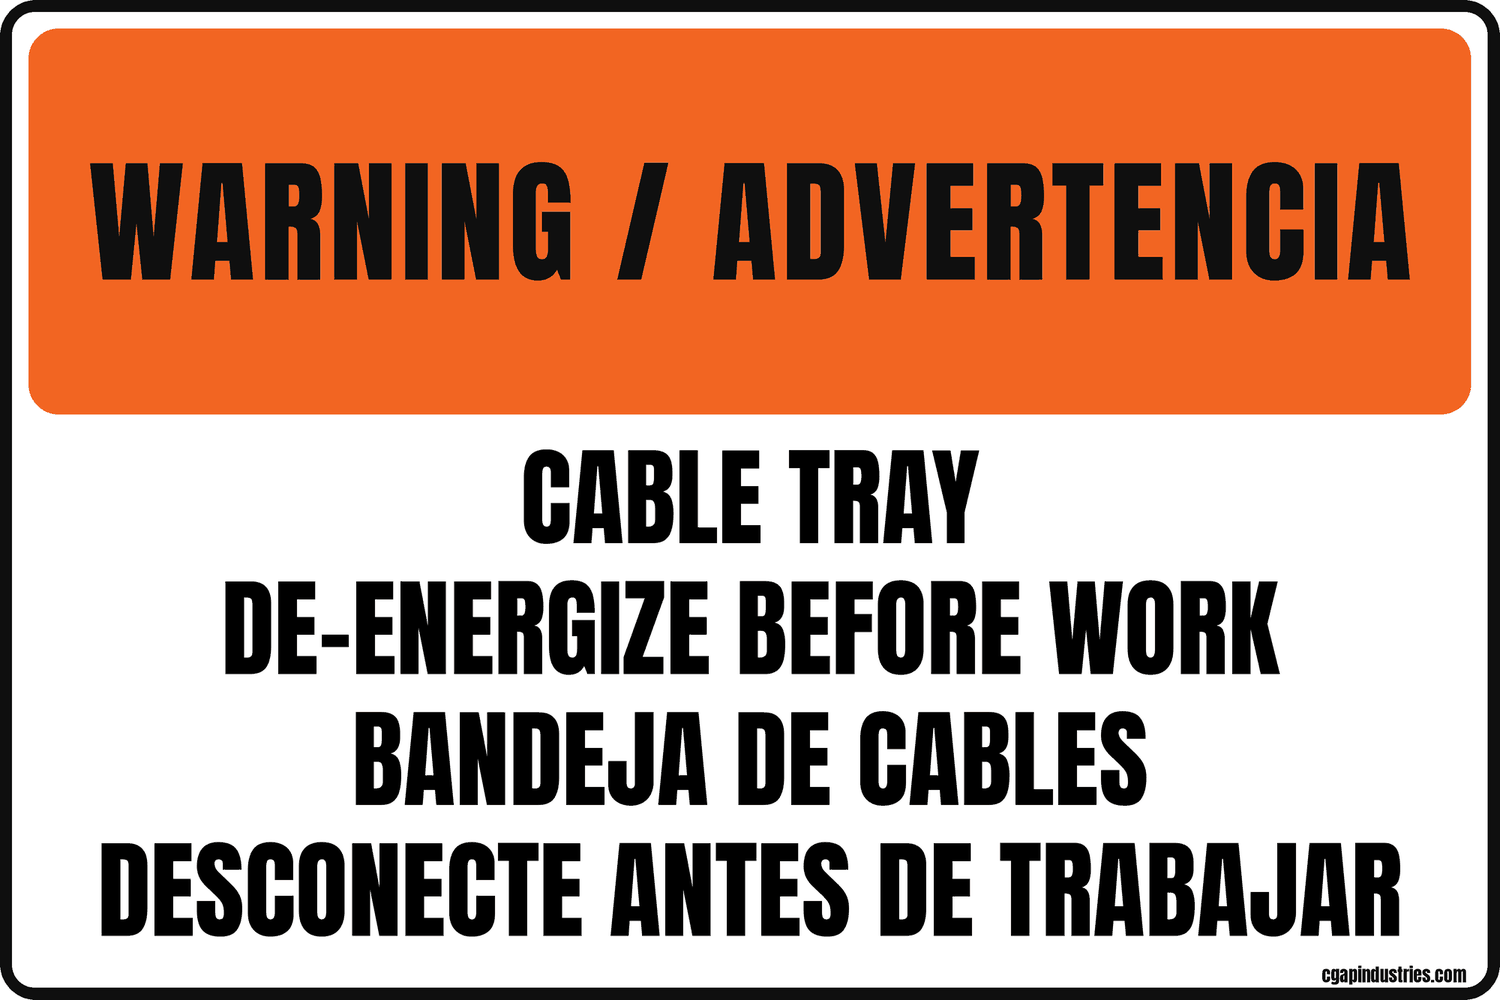 WARNING / ADVERTENCIA
CABLE TRAY
DE-ENERGIZE BEFORE WORK
BANDEJA DE CABLES
DESCONECTE ANTES DE TRABAJAR
cgapindustries.com